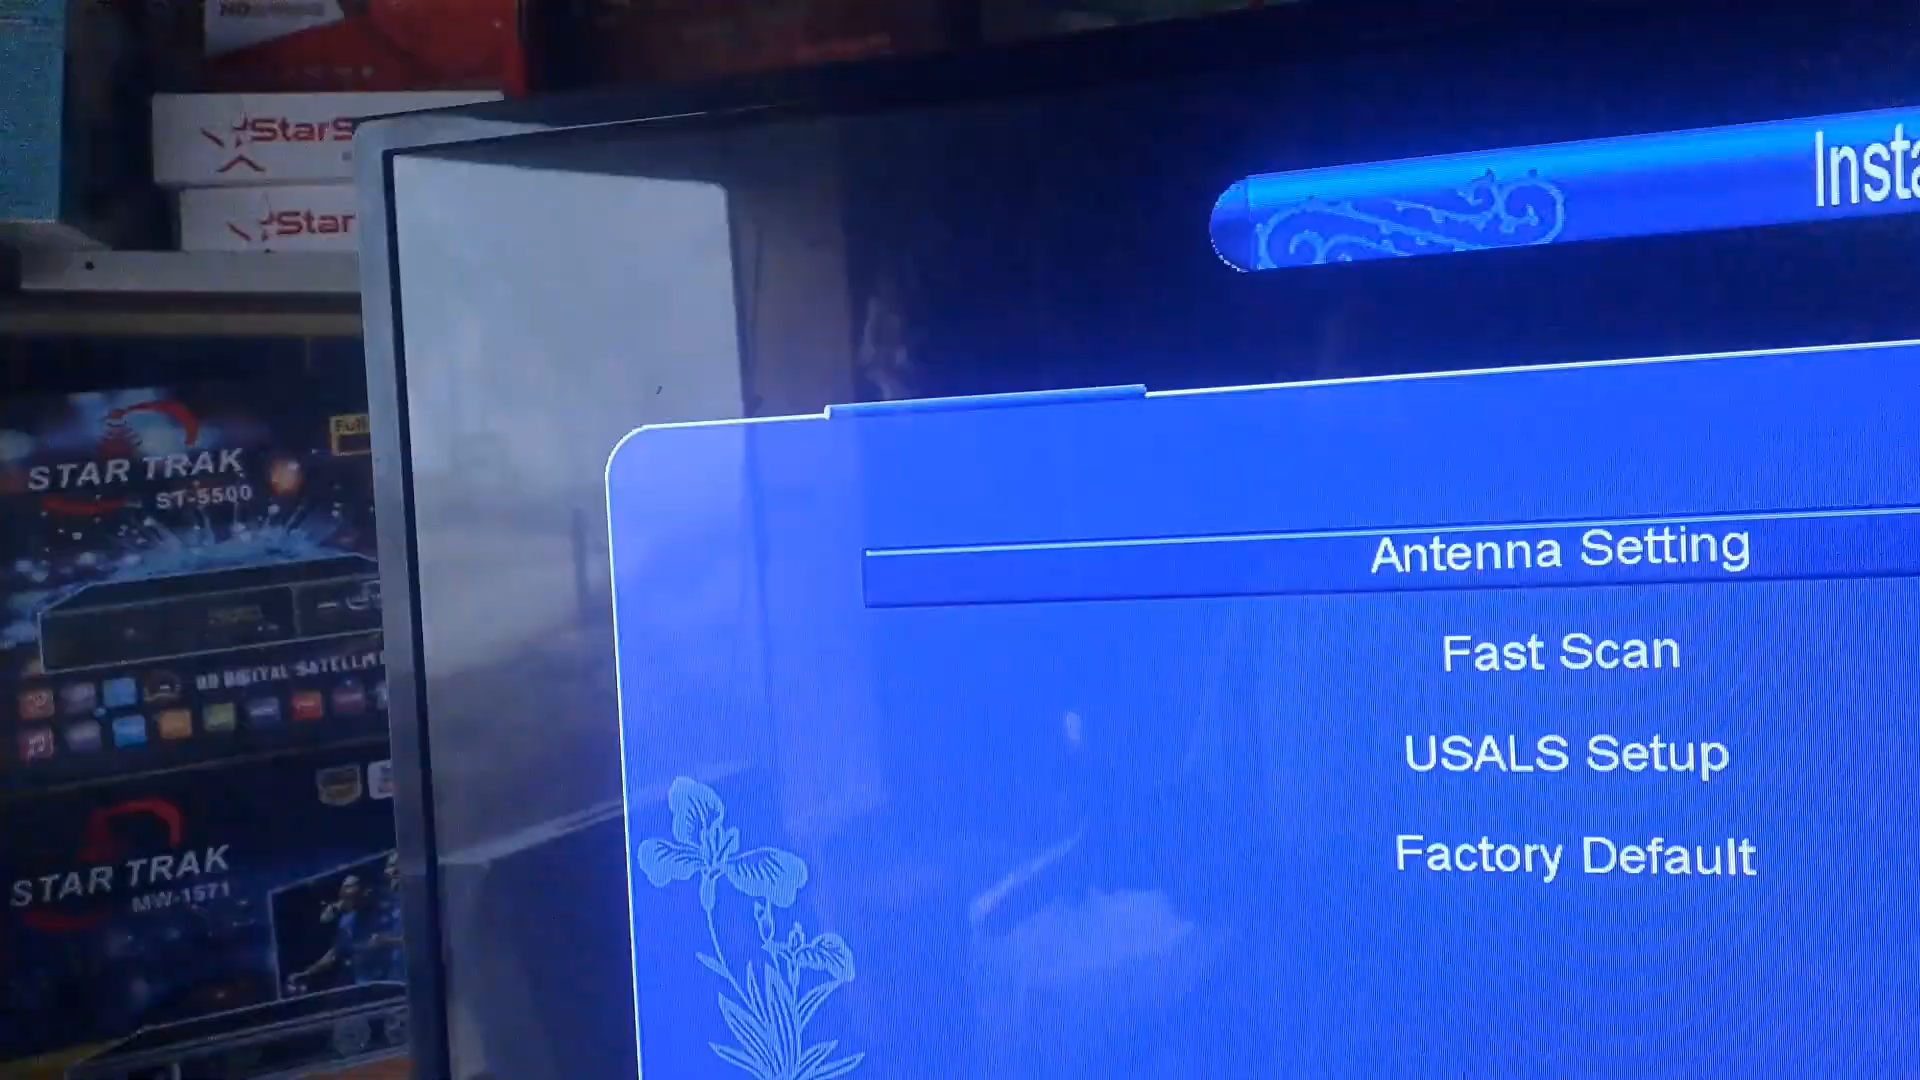 StarS
Star
Insta
STAR TRAK
ST-5500
Full
HD DIGITAL SATELLITE
Antenna Setting
Fast Scan
USALS Setup
Factory Default
STAR TRAK
MW-1571